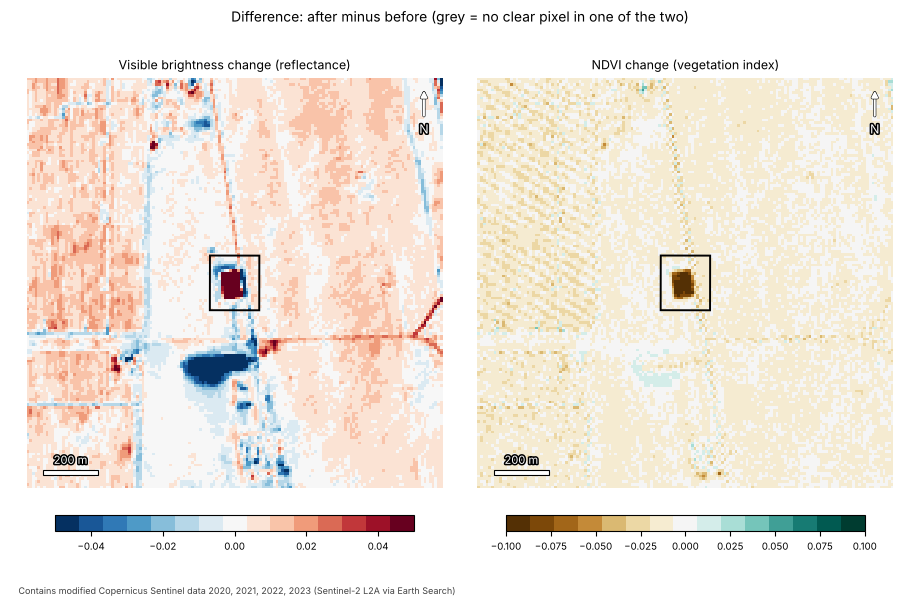 Difference: after minus before (grey = no clear pixel in one of the two)
Visible brightness change (reflectance)
NDVI change (vegetation index)
N
N
200 m
200 m
−0.04 −0.02 0.00 0.02 0.04
−0.100 −0.075 −0.050 −0.025 0.000 0.025 0.050 0.075 0.100
Contains modified Copernicus Sentinel data 2020, 2021, 2022, 2023 (Sentinel-2 L2A via Earth Search)